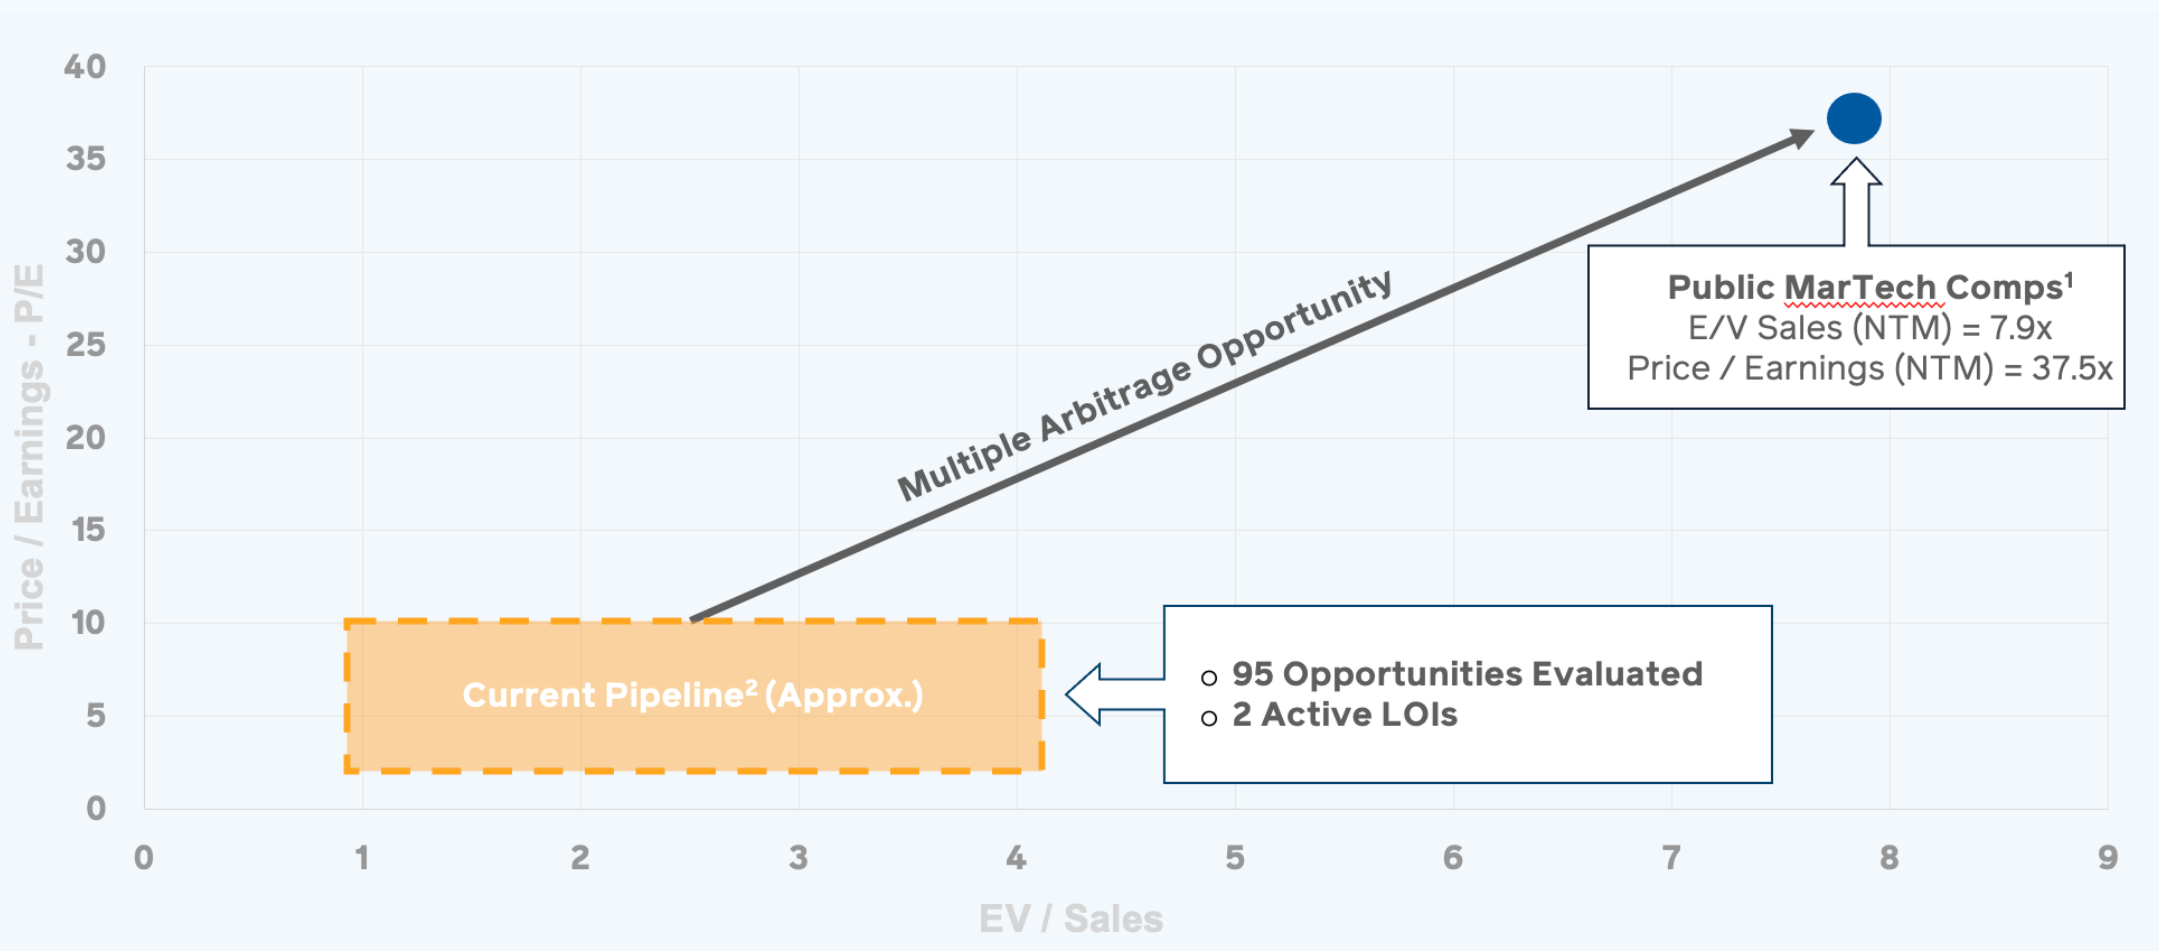 40
35
30
25
20
15
10
5
0
Price / Earnings - P/E
Multiple Arbitrage Opportunity
Public MarTech Comps¹
E/V Sales (NTM) = 7.9x
Price / Earnings (NTM) = 37.5x
Current Pipeline² (Approx.)
○ 95 Opportunities Evaluated
○ 2 Active LOIs
0 1 2 3 4 5 6 7 8 9
EV / Sales